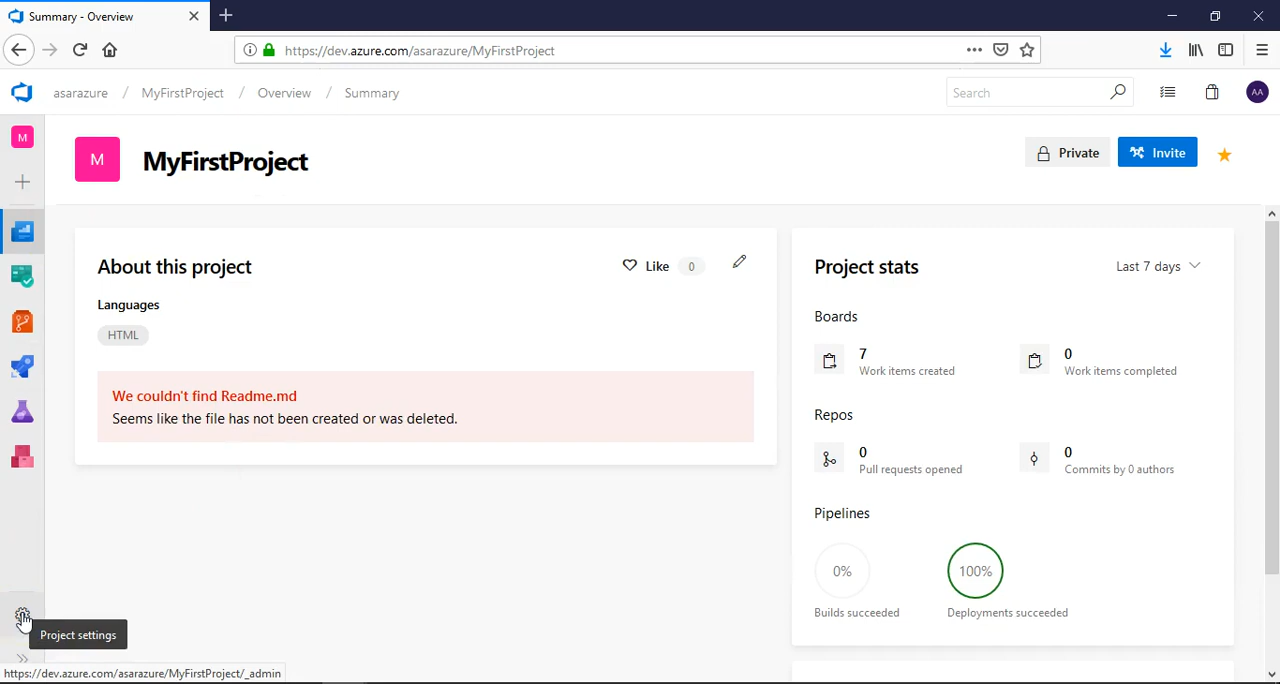 Summary - Overview
https://dev.azure.com/asarazure/MyFirstProject
asarazure / MyFirstProject / Overview / Summary
Search
AA
M
M
MyFirstProject
Private
Invite
About this project
Like 0
Languages
HTML
We couldn't find Readme.md
Seems like the file has not been created or was deleted.
Project stats
Last 7 days
Boards
7
Work items created
0
Work items completed
Repos
0
Pull requests opened
0
Commits by 0 authors
Pipelines
0%
Builds succeeded
100%
Deployments succeeded
Project settings
https://dev.azure.com/asarazure/MyFirstProject/_admin